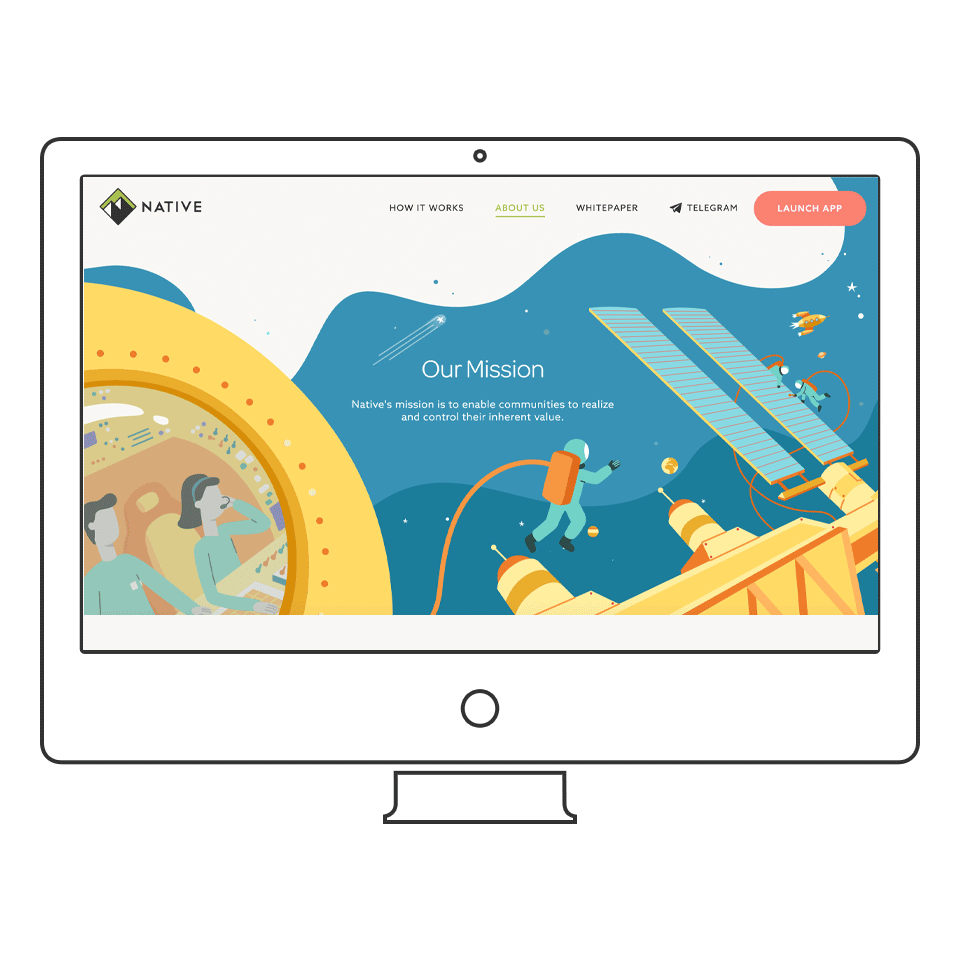 NATIVE
HOW IT WORKS
ABOUT US
WHITEPAPER
TELEGRAM
LAUNCH APP
Our Mission
Native's mission is to enable communities to realize
and control their inherent value.